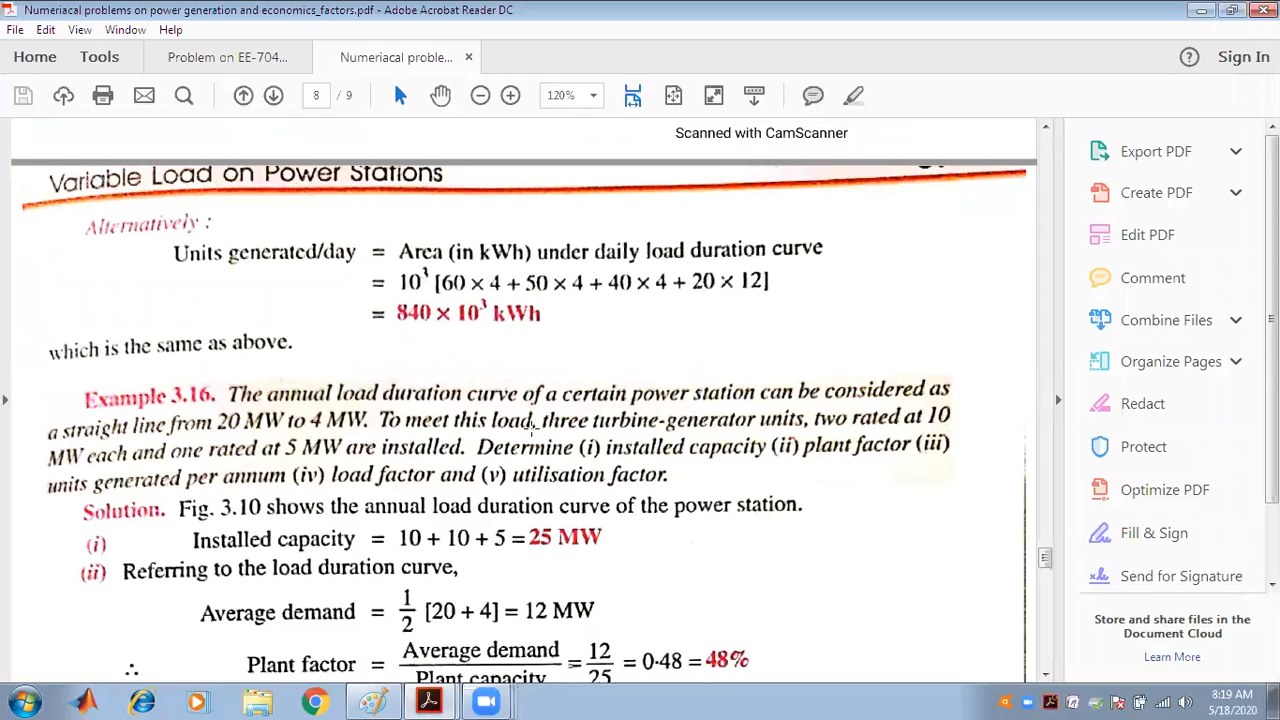 Numeriacal problems on power generation and economics_factors.pdf - Adobe Acrobat Reader DC
File Edit View Window Help
Home Tools Problem on EE-704... Numeriacal proble... × Sign In
8 / 9 120%
Scanned with CamScanner
Variable Load on Power Stations
Alternatively :
Units generated/day = Area (in kWh) under daily load duration curve
= 10³ [60 × 4 + 50 × 4 + 40 × 4 + 20 × 12]
= 840 × 10³ kWh
which is the same as above.
Example 3.16. The annual load duration curve of a certain power station can be considered as
a straight line from 20 MW to 4 MW. To meet this load, three turbine-generator units, two rated at 10
MW each and one rated at 5 MW are installed. Determine (i) installed capacity (ii) plant factor (iii)
units generated per annum (iv) load factor and (v) utilisation factor.
Solution. Fig. 3.10 shows the annual load duration curve of the power station.
(i) Installed capacity = 10 + 10 + 5 = 25 MW
(ii) Referring to the load duration curve,
Average demand = 1/2 [20 + 4] = 12 MW
∴ Plant factor = Average demand / Plant capacity = 12/25 = 0·48 = 48%
Export PDF
Create PDF
Edit PDF
Comment
Combine Files
Organize Pages
Redact
Protect
Optimize PDF
Fill & Sign
Send for Signature
Store and share files in the
Document Cloud
Learn More
8:19 AM
5/18/2020